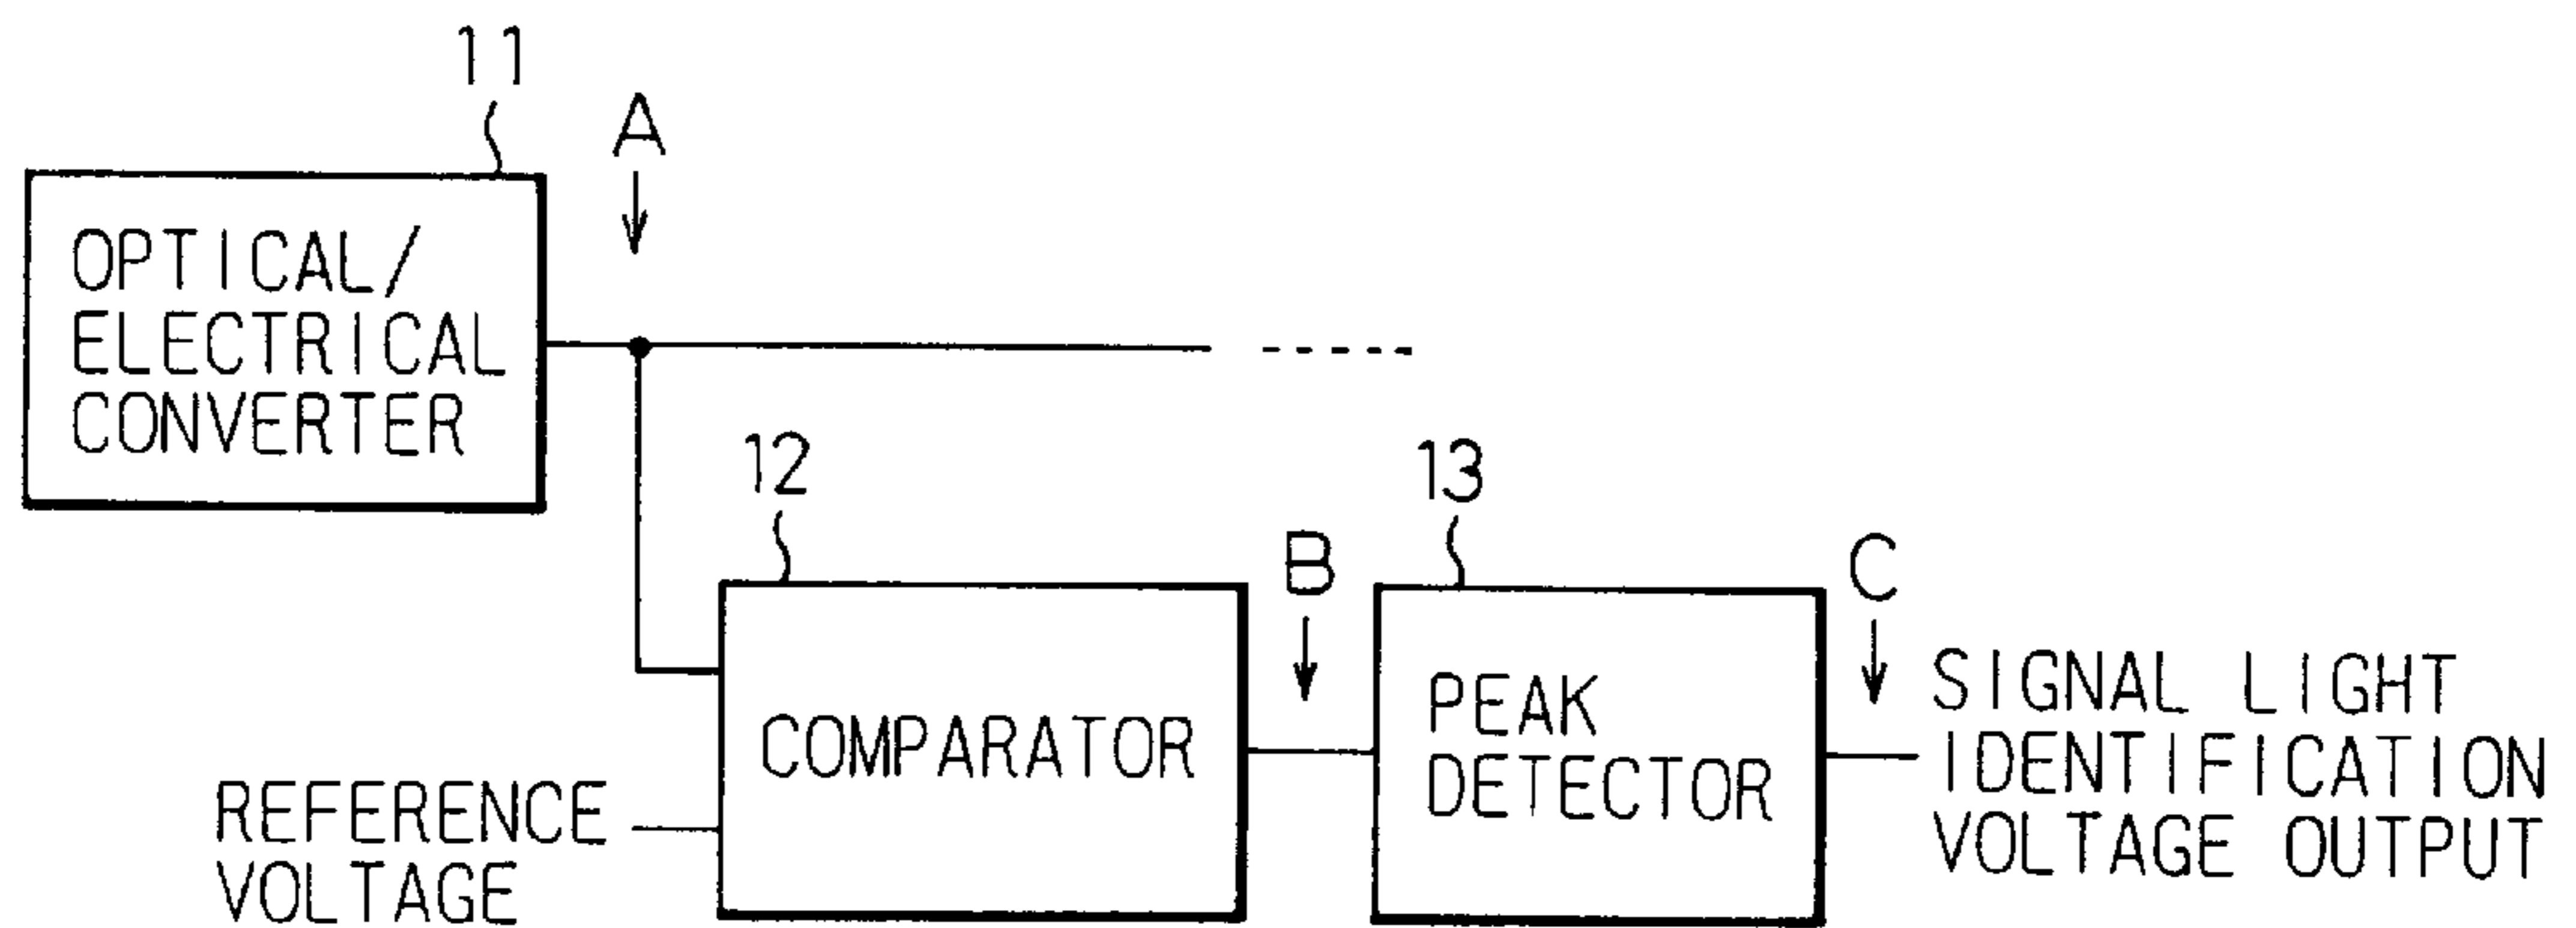 11
A
OPTICAL/
ELECTRICAL
CONVERTER
12
13
B
C
COMPARATOR
PEAK
DETECTOR
SIGNAL LIGHT
IDENTIFICATION
VOLTAGE OUTPUT
REFERENCE
VOLTAGE